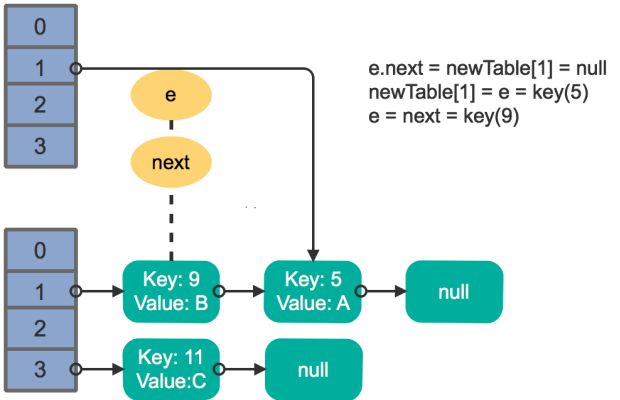 0
1
2
3
e
next
e.next = newTable[1] = null
newTable[1] = e = key(5)
e = next = key(9)
0
1
2
3
Key: 9
Value: B
Key: 5
Value: A
null
Key: 11
Value:C
null